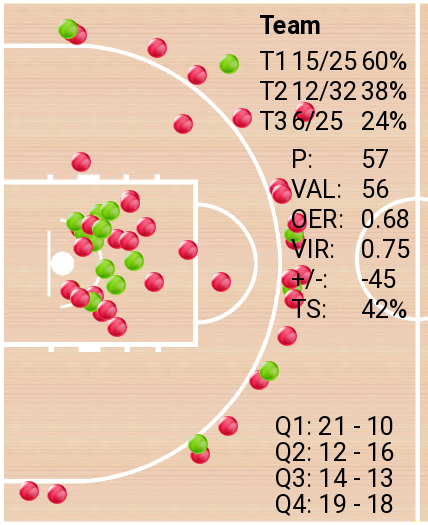 Team
T1 15/25 60%
T2 12/32 38%
T3 6/25 24%
P: 57
VAL: 56
OER: 0.68
VIR: 0.75
+/-: -45
TS: 42%
Q1: 21 - 10
Q2: 12 - 16
Q3: 14 - 13
Q4: 19 - 18